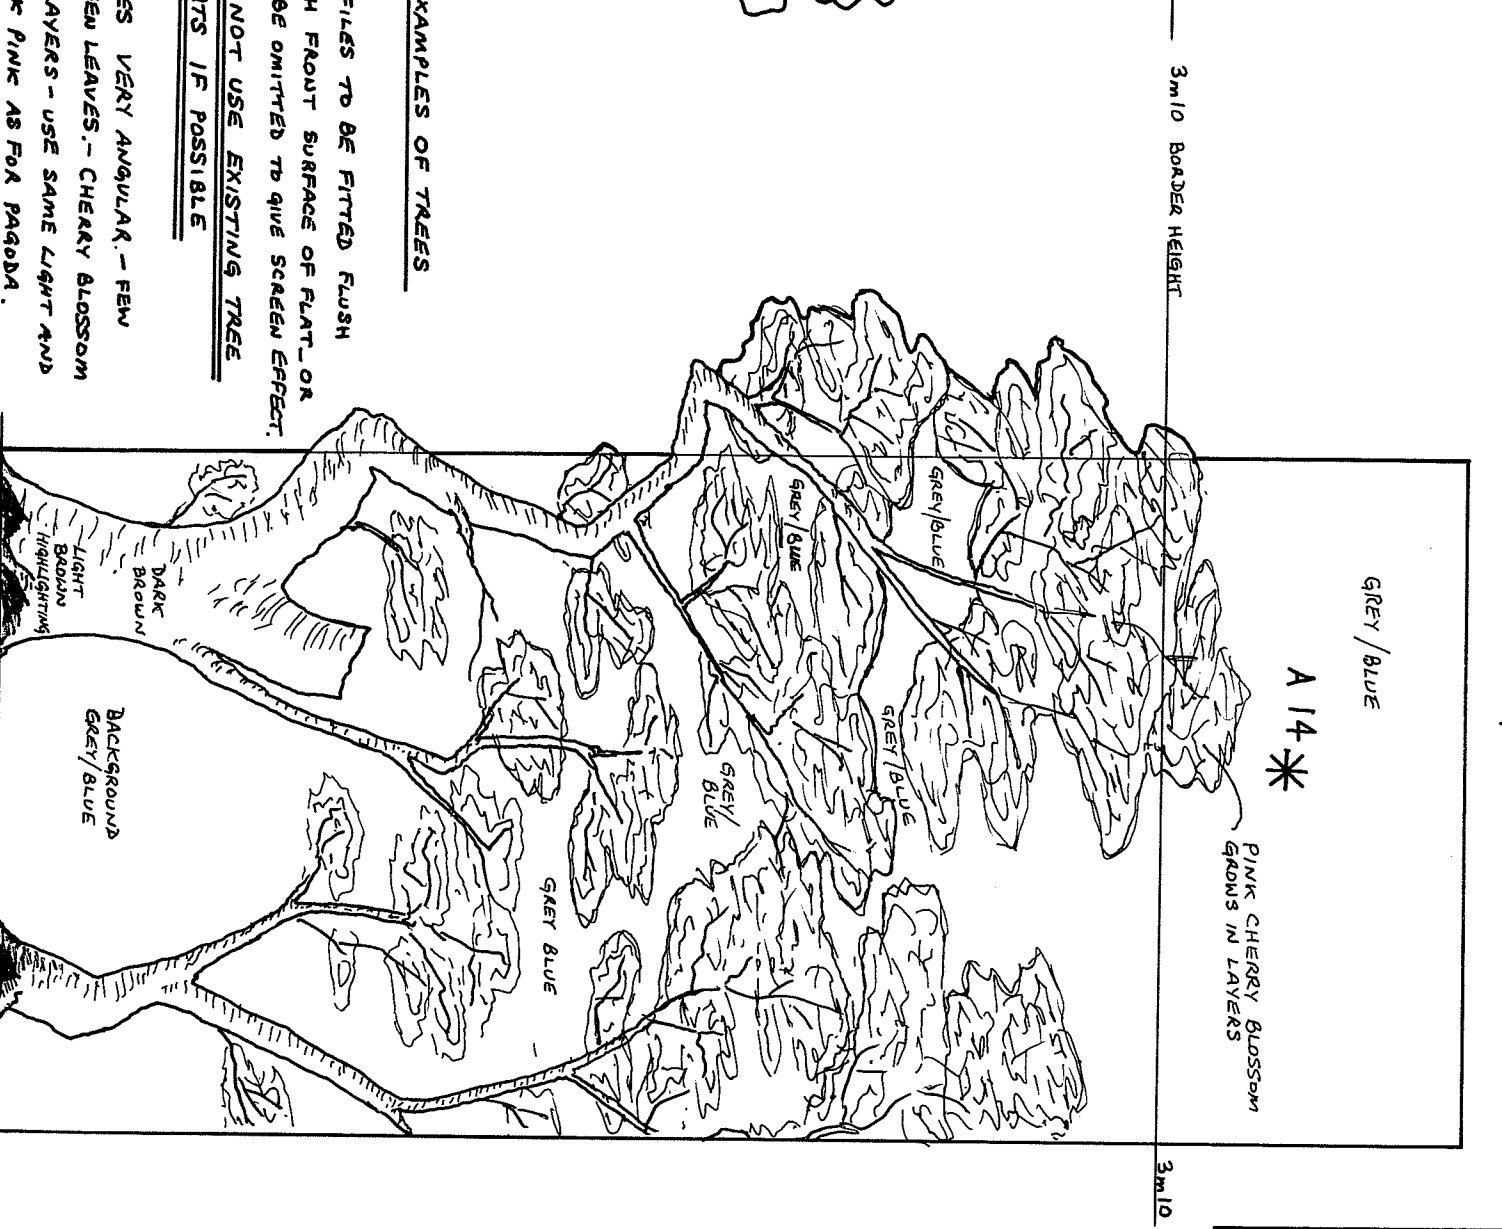 GREY/BLUE
A14*
PINK CHERRY BLOSSOM
GROWS IN LAYERS
3m10 BORDER HEIGHT
3m10
GREY/BLUE
GREY/BLUE
GREY/BLUE
GREY/
BLUE
GREY BLUE
XAMPLES OF TREES
FILES TO BE FITTED FLUSH
H FRONT SURFACE OF FLAT_OR
BE OMITTED TO GIVE SCREEN EFFECT.
NOT USE EXISTING TREE
TS IF POSSIBLE
ES VERY ANGULAR.- FEW
EN LEAVES.- CHERRY BLOSSOM
AYERS - USE SAME LIGHT AND
K PINK AS FOR PAGODA.
DARK
BROWN
LIGHT
BROWN
HIGHLIGHTING
BACKGROUND
GREY/BLUE